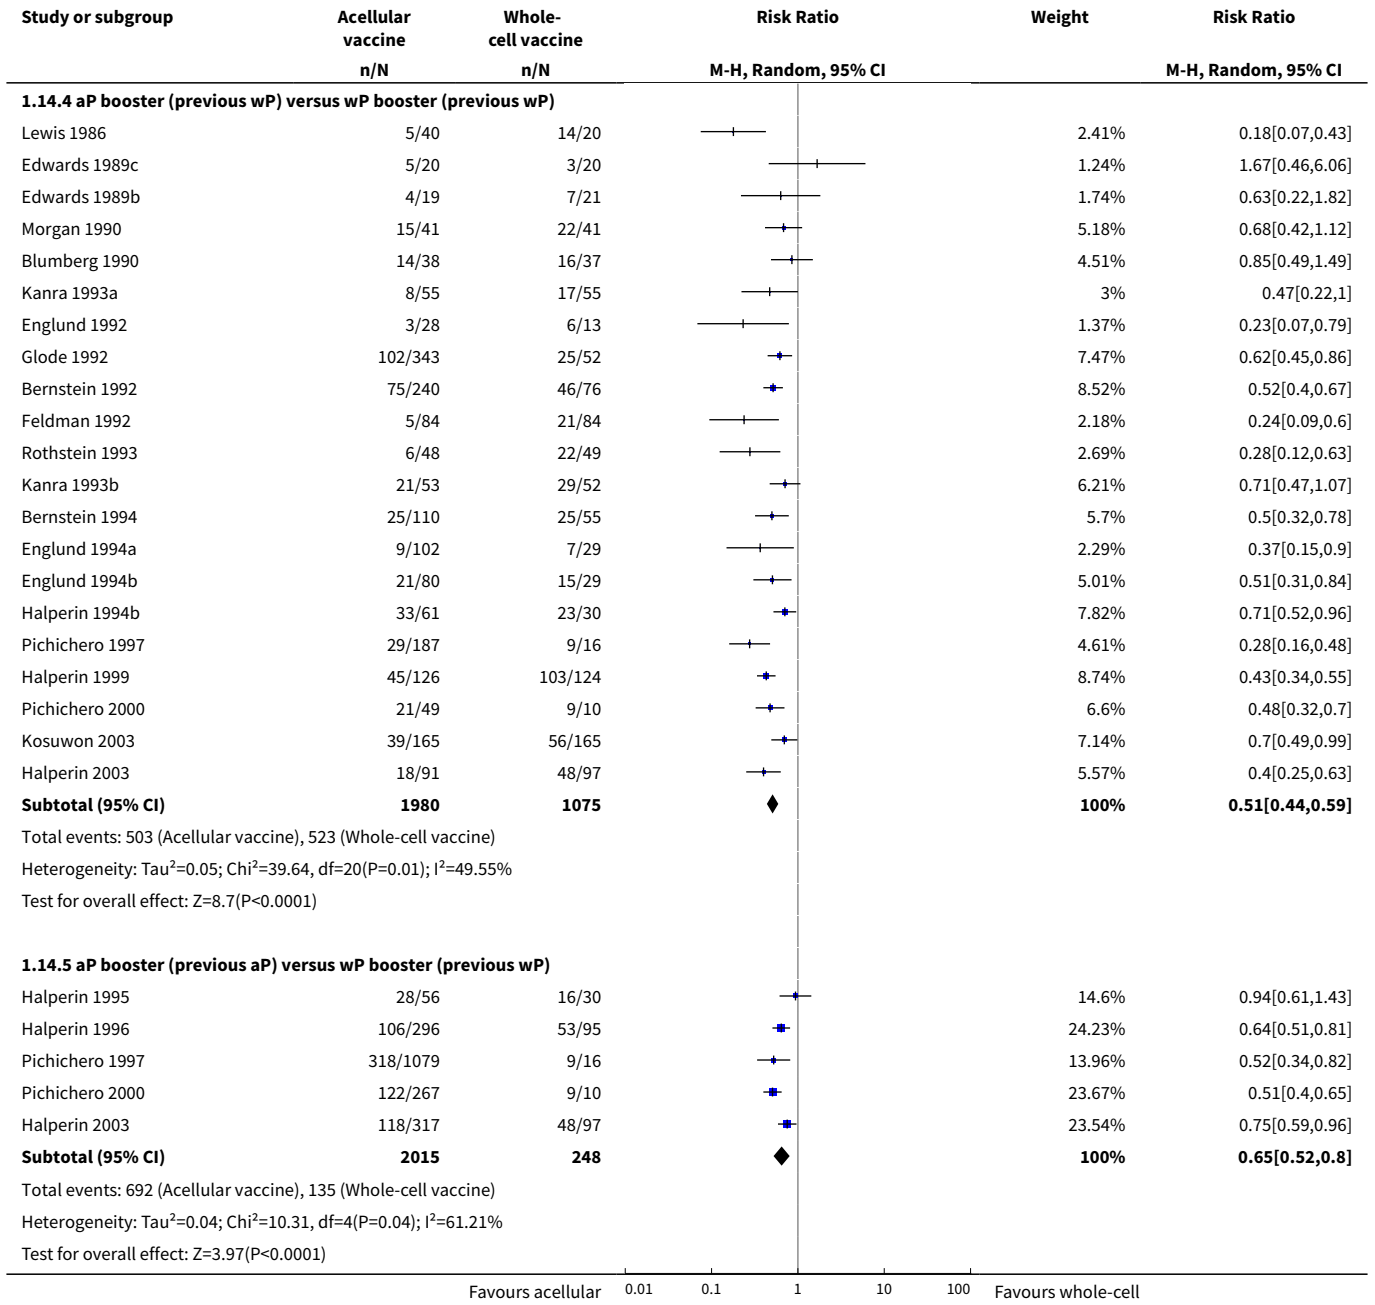 Study or subgroup Acellular vaccine Whole-cell vaccine Risk Ratio Weight Risk Ratio
n/N n/N M-H, Random, 95% CI M-H, Random, 95% CI
1.14.4 aP booster (previous wP) versus wP booster (previous wP)
Lewis 1986 5/40 14/20 2.41% 0.18[0.07,0.43]
Edwards 1989c 5/20 3/20 1.24% 1.67[0.46,6.06]
Edwards 1989b 4/19 7/21 1.74% 0.63[0.22,1.82]
Morgan 1990 15/41 22/41 5.18% 0.68[0.42,1.12]
Blumberg 1990 14/38 16/37 4.51% 0.85[0.49,1.49]
Kanra 1993a 8/55 17/55 3% 0.47[0.22,1]
Englund 1992 3/28 6/13 1.37% 0.23[0.07,0.79]
Glode 1992 102/343 25/52 7.47% 0.62[0.45,0.86]
Bernstein 1992 75/240 46/76 8.52% 0.52[0.4,0.67]
Feldman 1992 5/84 21/84 2.18% 0.24[0.09,0.6]
Rothstein 1993 6/48 22/49 2.69% 0.28[0.12,0.63]
Kanra 1993b 21/53 29/52 6.21% 0.71[0.47,1.07]
Bernstein 1994 25/110 25/55 5.7% 0.5[0.32,0.78]
Englund 1994a 9/102 7/29 2.29% 0.37[0.15,0.9]
Englund 1994b 21/80 15/29 5.01% 0.51[0.31,0.84]
Halperin 1994b 33/61 23/30 7.82% 0.71[0.52,0.96]
Pichichero 1997 29/187 9/16 4.61% 0.28[0.16,0.48]
Halperin 1999 45/126 103/124 8.74% 0.43[0.34,0.55]
Pichichero 2000 21/49 9/10 6.6% 0.48[0.32,0.7]
Kosuwon 2003 39/165 56/165 7.14% 0.7[0.49,0.99]
Halperin 2003 18/91 48/97 5.57% 0.4[0.25,0.63]
Subtotal (95% CI) 1980 1075 100% 0.51[0.44,0.59]
Total events: 503 (Acellular vaccine), 523 (Whole-cell vaccine)
Heterogeneity: Tau²=0.05; Chi²=39.64, df=20(P=0.01); I²=49.55%
Test for overall effect: Z=8.7(P<0.0001)
1.14.5 aP booster (previous aP) versus wP booster (previous wP)
Halperin 1995 28/56 16/30 14.6% 0.94[0.61,1.43]
Halperin 1996 106/296 53/95 24.23% 0.64[0.51,0.81]
Pichichero 1997 318/1079 9/16 13.96% 0.52[0.34,0.82]
Pichichero 2000 122/267 9/10 23.67% 0.51[0.4,0.65]
Halperin 2003 118/317 48/97 23.54% 0.75[0.59,0.96]
Subtotal (95% CI) 2015 248 100% 0.65[0.52,0.8]
Total events: 692 (Acellular vaccine), 135 (Whole-cell vaccine)
Heterogeneity: Tau²=0.04; Chi²=10.31, df=4(P=0.04); I²=61.21%
Test for overall effect: Z=3.97(P<0.0001)
Favours acellular 0.01 0.1 1 10 100 Favours whole-cell